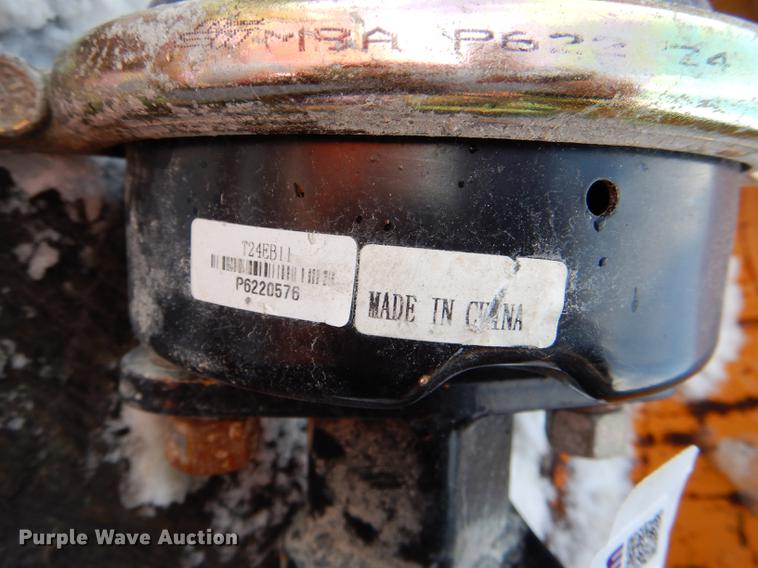 T24EB11
P6220576
MADE IN CHINA
Purple Wave Auction